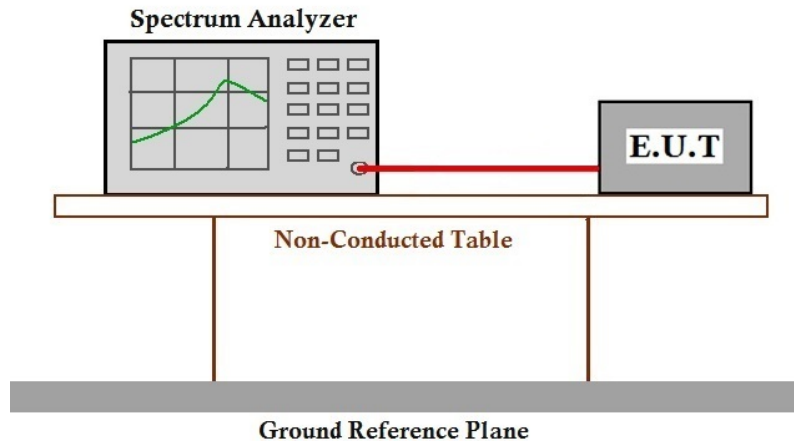 Spectrum Analyzer
E.U.T
Non-Conducted Table
Ground Reference Plane